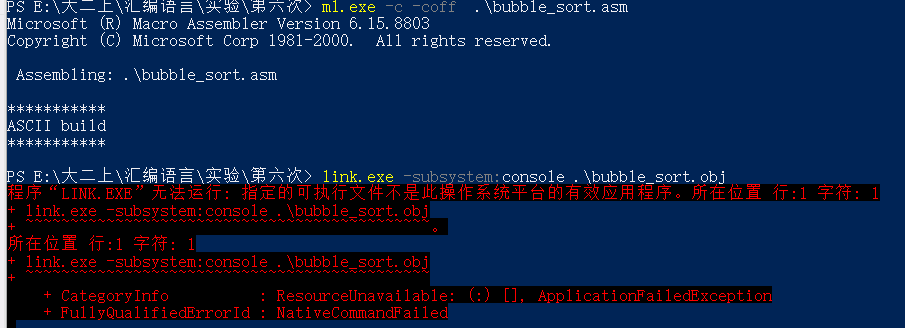 PS E:\大二上\汇编语言\实验\第六次> ml.exe -c -coff .\bubble_sort.asm
Microsoft (R) Macro Assembler Version 6.15.8803
Copyright (C) Microsoft Corp 1981-2000.  All rights reserved.
 Assembling: .\bubble_sort.asm
***********
ASCII build
***********
PS E:\大二上\汇编语言\实验\第六次> link.exe -subsystem:console .\bubble_sort.obj
程序“LINK.EXE”无法运行: 指定的可执行文件不是此操作系统平台的有效应用程序。所在位置 行:1 字符: 1
+ link.exe -subsystem:console .\bubble_sort.obj
+ ~~~~~~~~~~~~~~~~~~~~~~~~~~~~~~~~~~~~~~~~~~~~~。
所在位置 行:1 字符: 1
+ link.exe -subsystem:console .\bubble_sort.obj
+ ~~~~~~~~~~~~~~~~~~~~~~~~~~~~~~~~~~~~~~~~~~~~~
    + CategoryInfo          : ResourceUnavailable: (:) [], ApplicationFailedException
    + FullyQualifiedErrorId : NativeCommandFailed